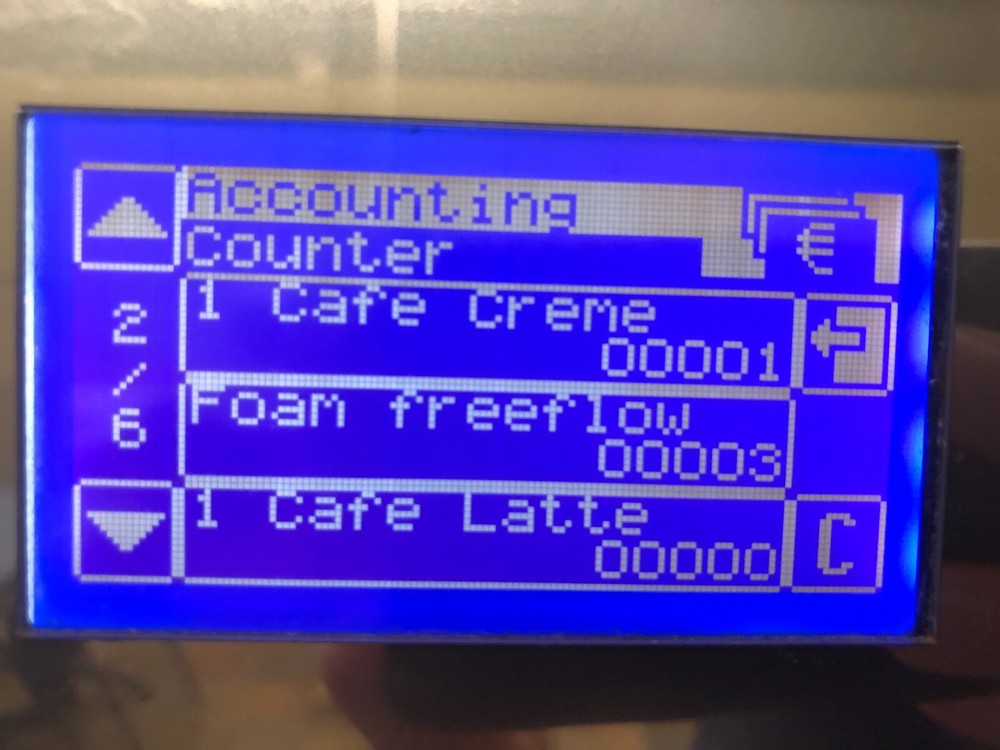 Accounting
Counter
€
2
/
6
1 Cafe Creme
00001
Foam freeflow
00003
1 Cafe Latte
00000
C